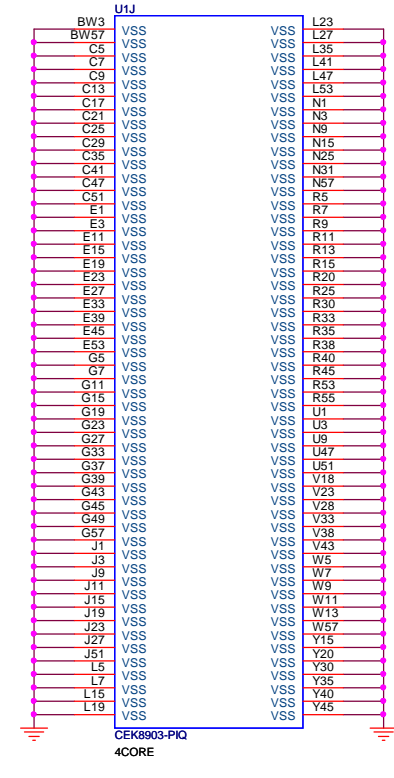 U1J
BW3 VSS VSS L23
BW57 VSS VSS L27
C5 VSS VSS L35
C7 VSS VSS L41
C9 VSS VSS L47
C13 VSS VSS L53
C17 VSS VSS N1
C21 VSS VSS N3
C25 VSS VSS N9
C29 VSS VSS N15
C35 VSS VSS N25
C41 VSS VSS N31
C47 VSS VSS N57
C51 VSS VSS R5
E1 VSS VSS R7
E3 VSS VSS R9
E11 VSS VSS R11
E15 VSS VSS R13
E19 VSS VSS R15
E23 VSS VSS R20
E27 VSS VSS R25
E33 VSS VSS R30
E39 VSS VSS R33
E45 VSS VSS R35
E53 VSS VSS R38
G5 VSS VSS R40
G7 VSS VSS R45
G11 VSS VSS R53
G15 VSS VSS R55
G19 VSS VSS U1
G23 VSS VSS U3
G27 VSS VSS U9
G33 VSS VSS U47
G37 VSS VSS U51
G39 VSS VSS V18
G43 VSS VSS V23
G45 VSS VSS V28
G49 VSS VSS V33
G57 VSS VSS V38
J1 VSS VSS V43
J3 VSS VSS W5
J9 VSS VSS W7
J11 VSS VSS W9
J15 VSS VSS W11
J19 VSS VSS W13
J23 VSS VSS W57
J27 VSS VSS Y15
J51 VSS VSS Y20
L5 VSS VSS Y30
L7 VSS VSS Y35
L15 VSS VSS Y40
L19 VSS VSS Y45
CEK8903-PIQ
4CORE